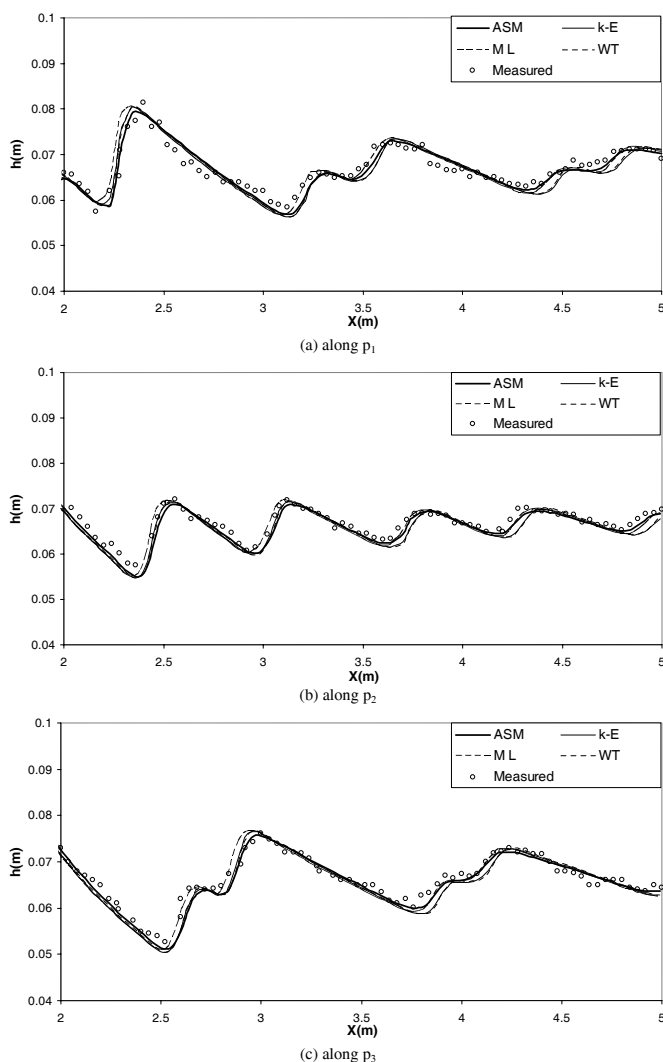 0.1
0.09
0.08
0.07
0.06
0.05
0.04
h(m)
ASM k-E
M L WT
Measured
2 2.5 3 3.5 4 4.5 5
X(m)
(a) along p1
0.1
0.09
0.08
0.07
0.06
0.05
0.04
h(m)
ASM k-E
M L WT
Measured
2 2.5 3 3.5 4 4.5 5
X(m)
(b) along p2
0.1
0.09
0.08
0.07
0.06
0.05
0.04
h(m)
ASM k-E
M L WT
Measured
2 2.5 3 3.5 4 4.5 5
X(m)
(c) along p3